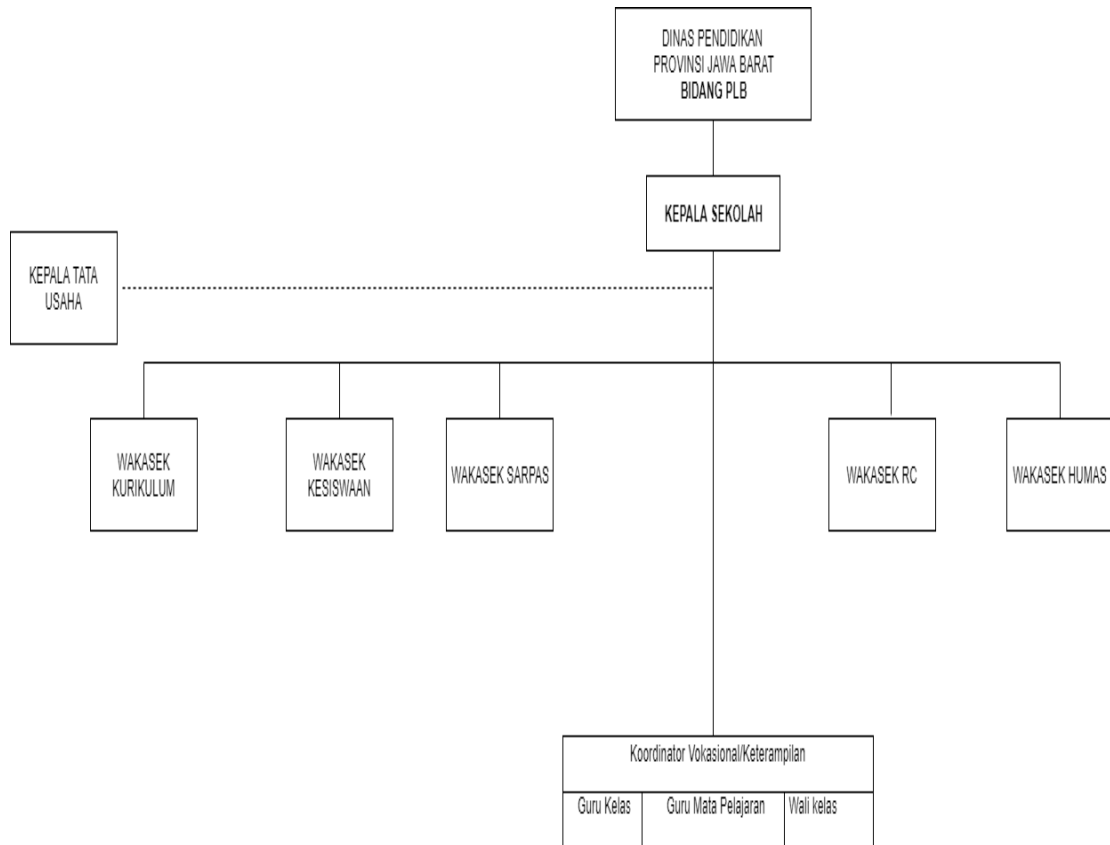 DINAS PENDIDIKAN
PROVINSI JAWA BARAT
BIDANG PLB
KEPALA SEKOLAH
KEPALA TATA
USAHA
WAKASEK
KURIKULUM
WAKASEK
KESISWAAN
WAKASEK SARPAS
WAKASEK RC
WAKASEK HUMAS
Koordinator Vokasional/Keterampilan
Guru Kelas
Guru Mata Pelajaran
Wali kelas